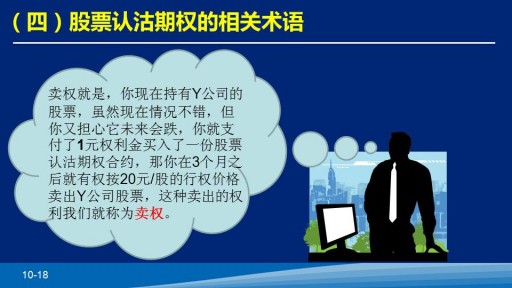 （四）股票认沽期权的相关术语
卖权就是，你现在持有Y公司的
股票，虽然现在情况不错，但
你又担心它未来会跌，你就支
付了1元权利金买入了一份股票
认沽期权合约，那你在3个月之
后就有权按20元/股的行权价格
卖出Y公司股票，这种卖出的权
利我们就称为卖权。
10-18